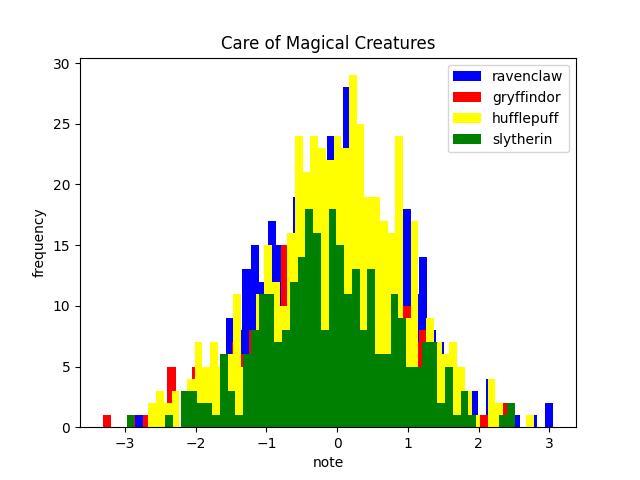 Care of Magical Creatures
30
25
20
15
10
5
0
frequency
ravenclaw
gryffindor
hufflepuff
slytherin
−3 −2 −1 0 1 2 3
note